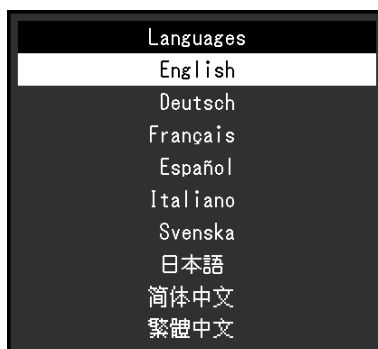 Languages
English
Deutsch
Français
Español
Italiano
Svenska
日本語
简体中文
繁體中文